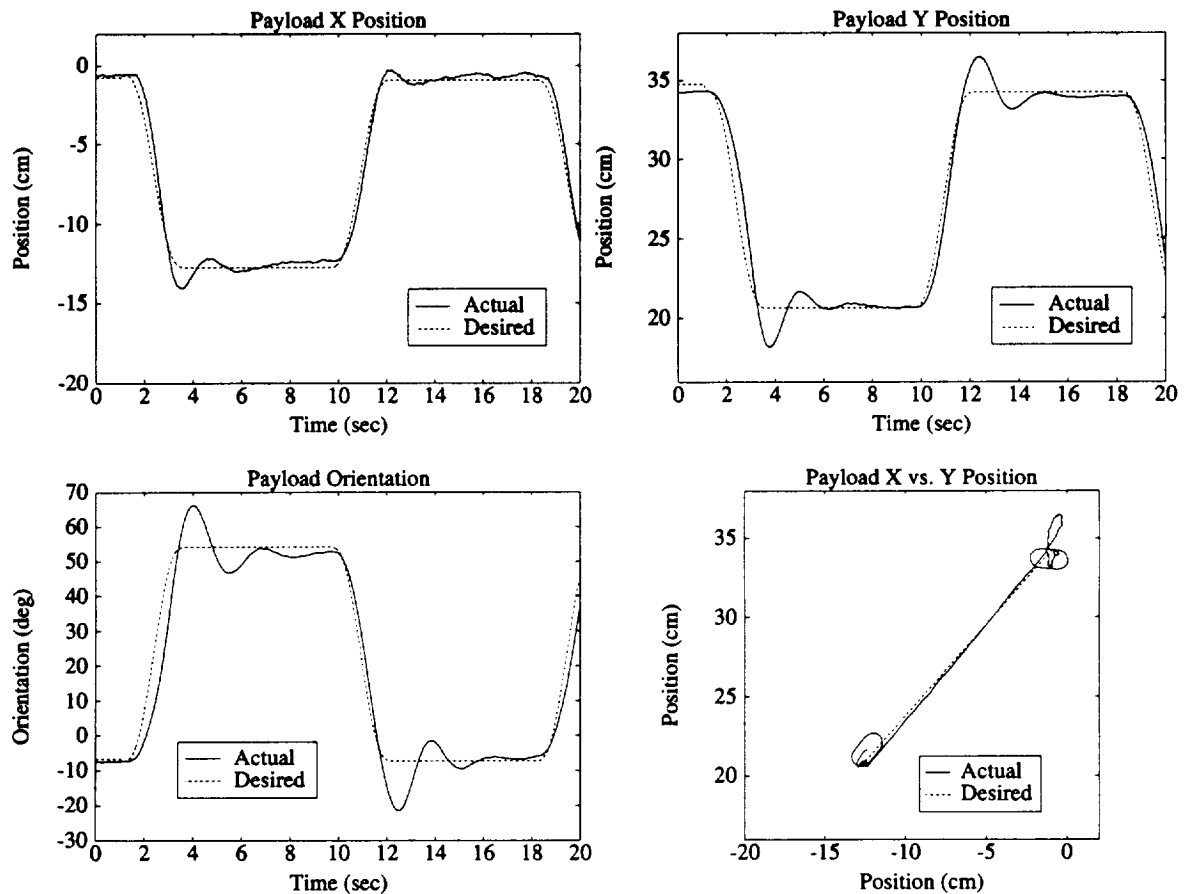 Payload X Position
0
-5
-10
-15
-20
Position (cm)
Actual
Desired
0 2 4 6 8 10 12 14 16 18 20
Time (sec)
Payload Y Position
35
30
25
20
Position (cm)
Actual
Desired
0 2 4 6 8 10 12 14 16 18 20
Time (sec)
Payload Orientation
70
60
50
40
30
20
10
0
-10
-20
-30
Orientation (deg)
Actual
Desired
0 2 4 6 8 10 12 14 16 18 20
Time (sec)
Payload X vs. Y Position
35
30
25
20
Position (cm)
Actual
Desired
-20 -15 -10 -5 0
Position (cm)